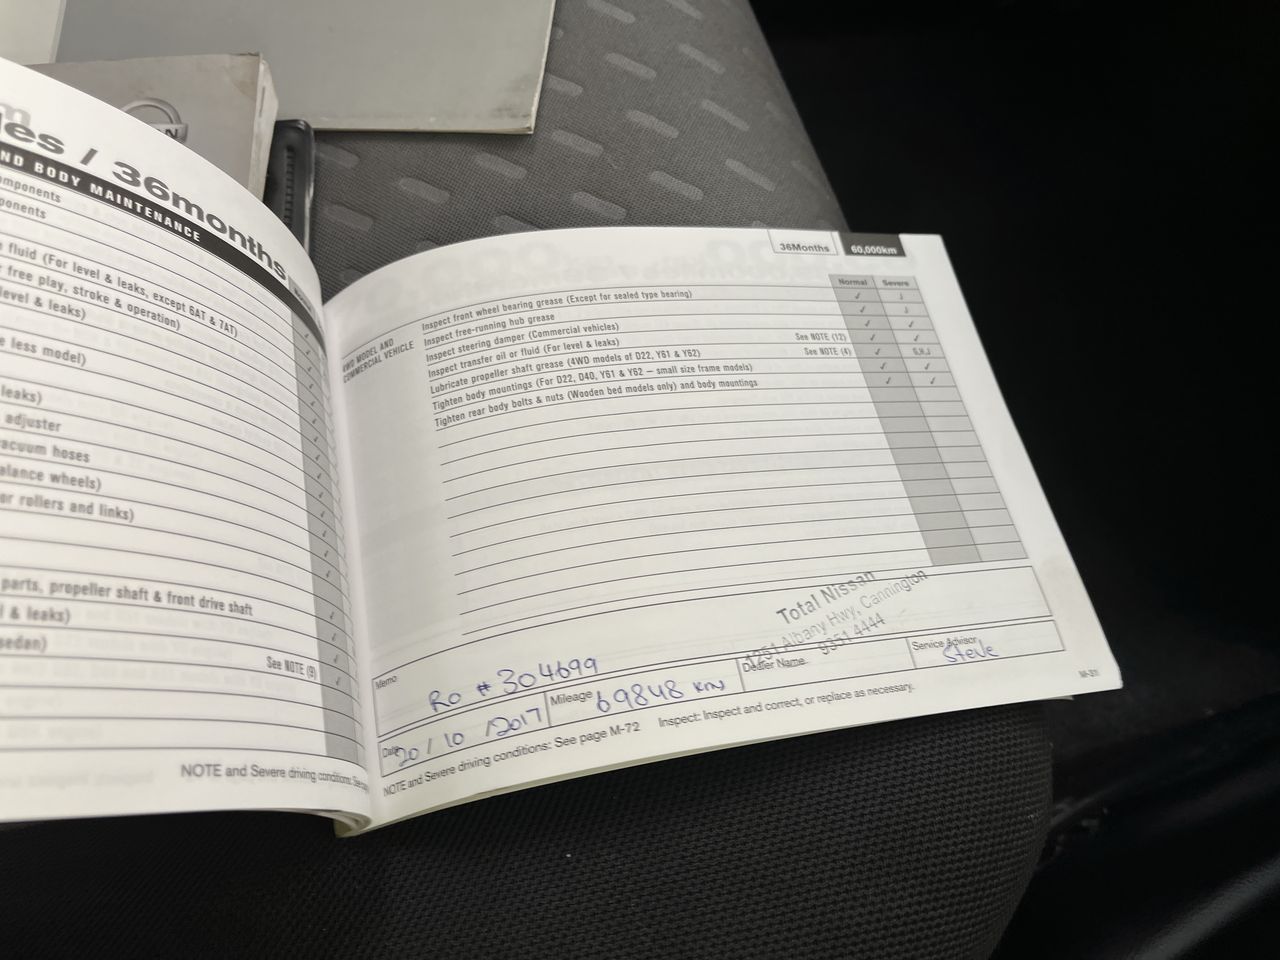 les / 36months
ND BODY MAINTENANCE
omponents
ponents
fluid (For level & leaks, except 6AT & 7AT)
free play, stroke & operation)
level & leaks)
e less model)
leaks)
adjuster
acuum hoses
alance wheels)
or rollers and links)
parts, propeller shaft & front drive shaft
l & leaks)
sedan)
See NOTE (9)
NOTE and Severe driving conditions: See
36Months 60,000km
Normal Severe
4WD MODEL AND
COMMERCIAL VEHICLE
Inspect front wheel bearing grease (Except for sealed type bearing) ✓ J
Inspect free-running hub grease ✓ J
Inspect steering damper (Commercial vehicles) ✓ ✓
Inspect transfer oil or fluid (For level & leaks) See NOTE (12) ✓ ✓
Lubricate propeller shaft grease (4WD models of D22, Y61 & Y62) See NOTE (4) ✓ G,H,J
Tighten body mountings (For D22, D40, Y61 & Y62 – small size frame models) ✓ ✓
Tighten rear body bolts & nuts (Wooden bed models only) and body mountings ✓ ✓
Total Nissan
1251 Albany Hwy, Cannington
9351 4444
Memo
RO # 304699
Date 20 / 10 / 2017 Mileage 69848 km Dealer Name Service Advisor Steve
NOTE and Severe driving conditions: See page M-72 Inspect: Inspect and correct, or replace as necessary.